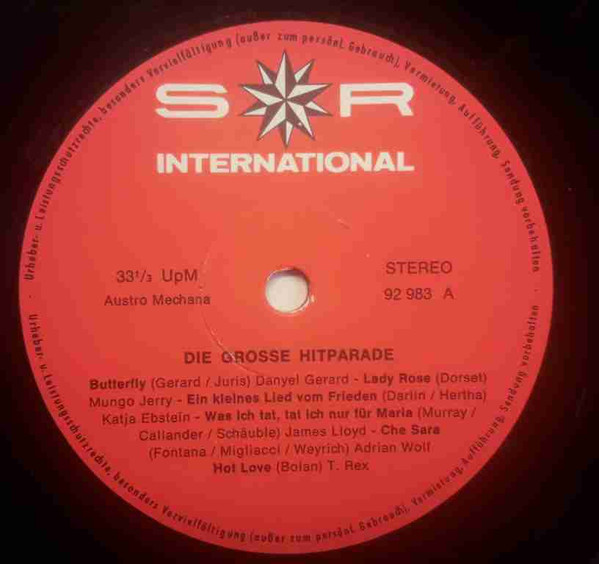 Urheber- u. Leistungsschutzrechte, besonders Vervielfältigung (außer zum persönl. Gebrauch), Vermietung, Aufführung, Sendung vorbehalten
S R
INTERNATIONAL
33 1/3 UpM
Austro Mechana
STEREO
92 983 A
DIE GROSSE HITPARADE
Butterfly (Gerard / Juris) Danyel Gerard - Lady Rose (Dorset)
Mungo Jerry - Ein kleines Lied vom Frieden (Darlin / Hertha)
Katja Ebstein - Was ich tat, tat ich nur für Maria (Murray /
Callander / Schäuble) James Lloyd - Che Sara
(Fontana / Migliacci / Weyrich) Adrian Wolf
Hot Love (Bolan) T. Rex
Urheber- u. Leistungsschutzrechte, besonders Vervielfältigung (außer zum persönl. Gebrauch), Vermietung, Aufführung, Sendung vorbehalten